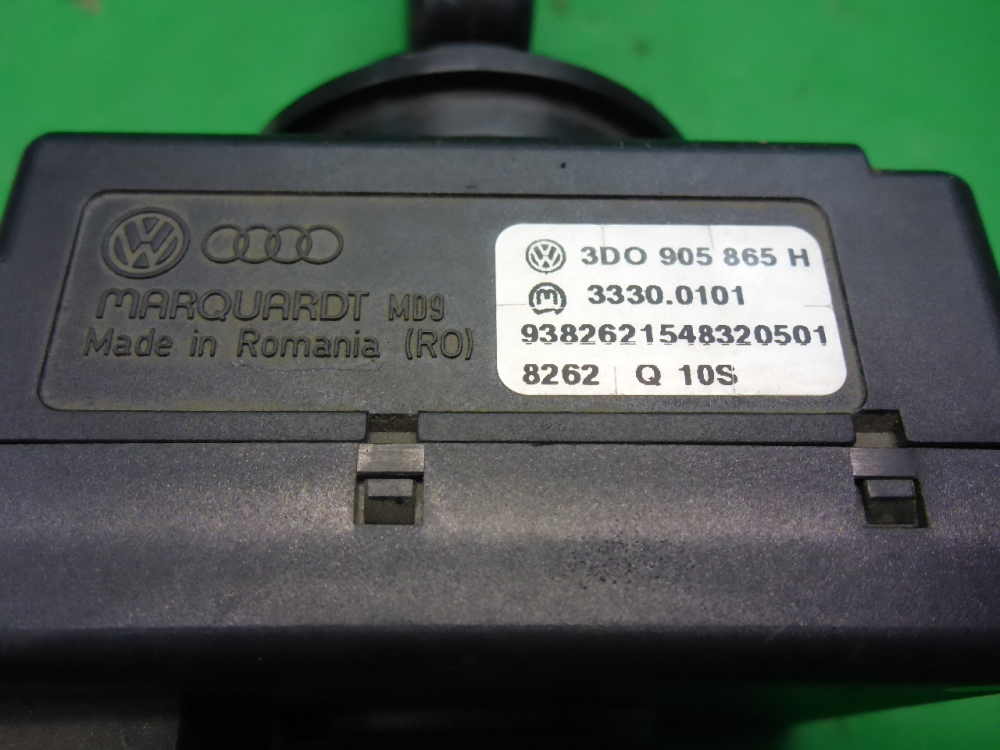 MARQUARDT MD9
Made in Romania (RO)
3DO 905 865 H
3330.0101
9382621548320501
8262 Q 10S